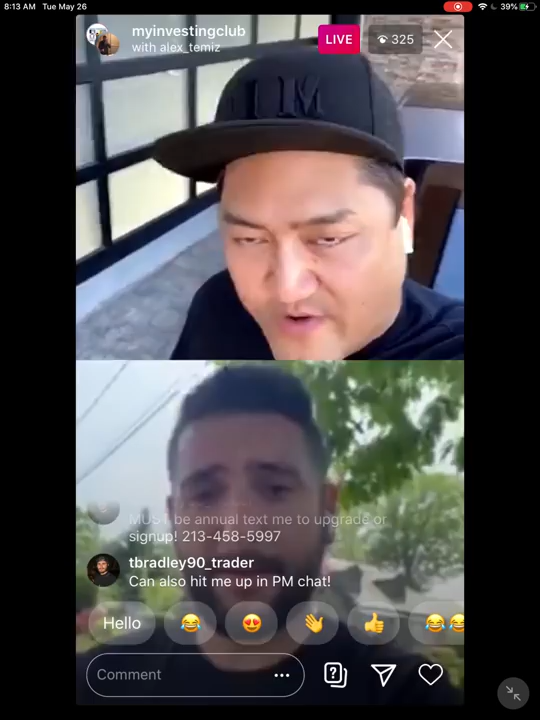 8:13 AM Tue May 26
39%
myinvestingclub
with alex_temiz
LIVE
325
MUST be annual text me to upgrade or
signup! 213-458-5997
tbradley90_trader
Can also hit me up in PM chat!
Hello
Comment